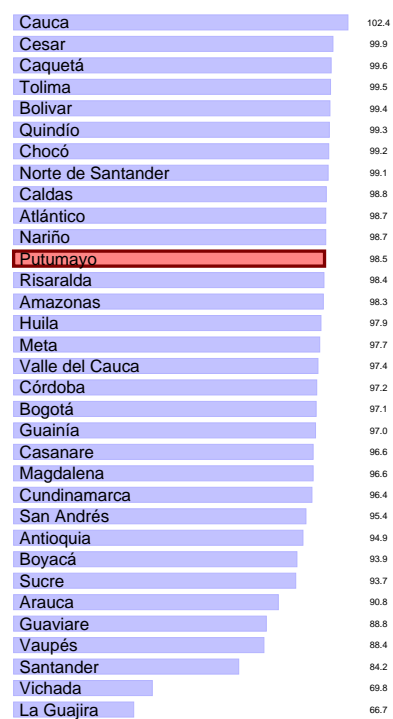 Cauca 102.4
Cesar 99.9
Caquetá 99.6
Tolima 99.5
Bolivar 99.4
Quindío 99.3
Chocó 99.2
Norte de Santander 99.1
Caldas 98.8
Atlántico 98.7
Nariño 98.7
Putumayo 98.5
Risaralda 98.4
Amazonas 98.3
Huila 97.9
Meta 97.7
Valle del Cauca 97.4
Córdoba 97.2
Bogotá 97.1
Guainía 97.0
Casanare 96.6
Magdalena 96.6
Cundinamarca 96.4
San Andrés 95.4
Antioquia 94.9
Boyacá 93.9
Sucre 93.7
Arauca 90.8
Guaviare 88.8
Vaupés 88.4
Santander 84.2
Vichada 69.8
La Guajira 66.7